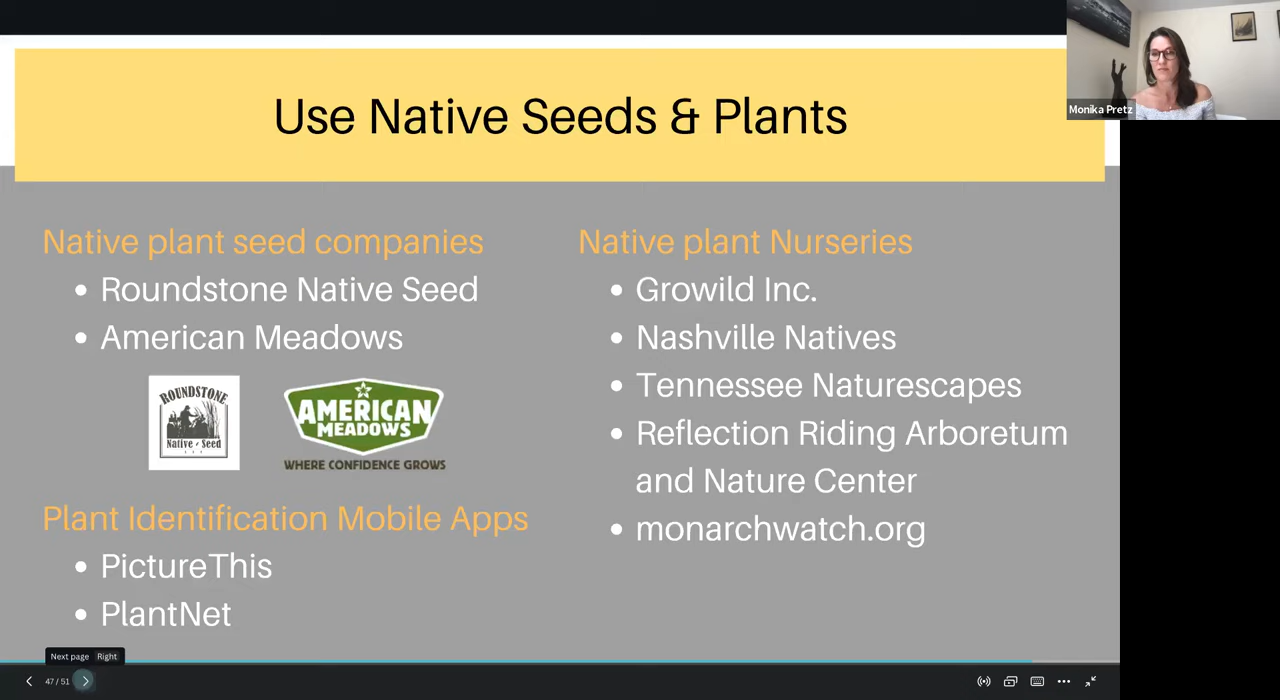 Use Native Seeds & Plants
Monika Pretz
Native plant seed companies
Roundstone Native Seed
American Meadows
ROUNDSTONE
Native Seed
AMERICAN
MEADOWS
WHERE CONFIDENCE GROWS
Plant Identification Mobile Apps
PictureThis
PlantNet
Native plant Nurseries
Growild Inc.
Nashville Natives
Tennessee Naturescapes
Reflection Riding Arboretum
and Nature Center
monarchwatch.org
Next page Right
47 / 51